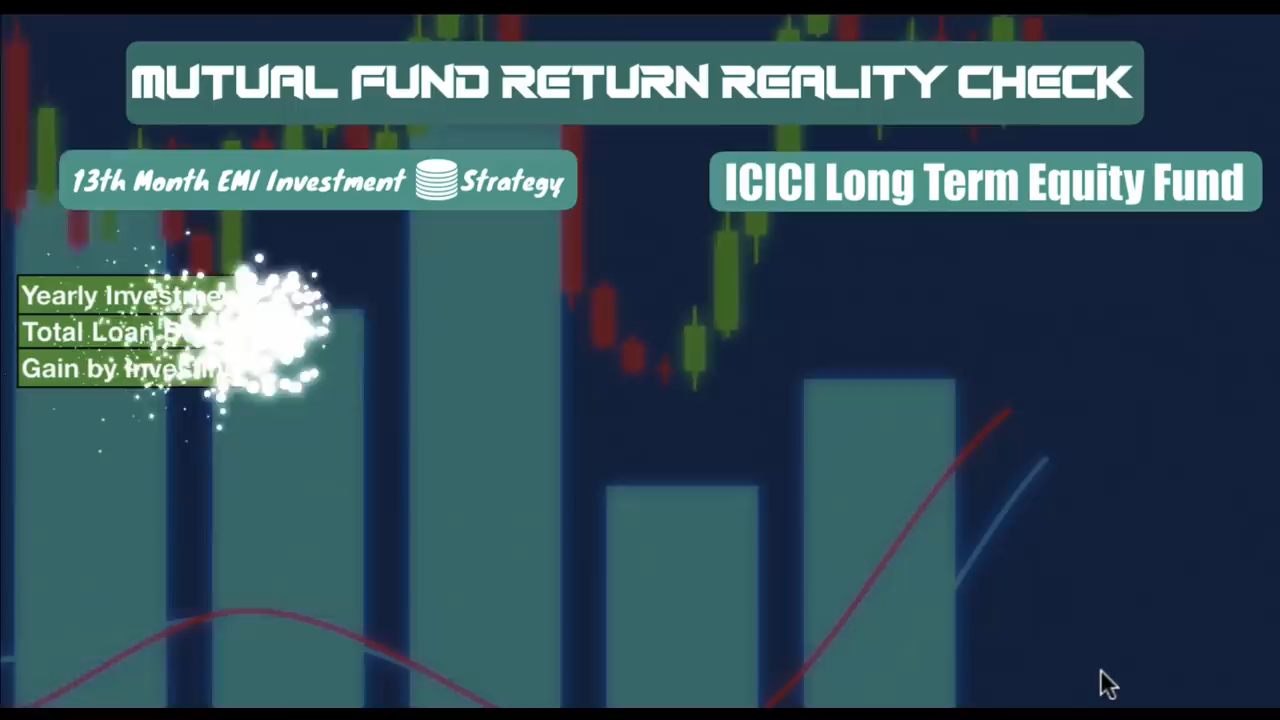 MUTUAL FUND RETURN REALITY CHECK
13th Month EMI Investment Strategy
ICICI Long Term Equity Fund
Yearly
Total Loan
Gain by